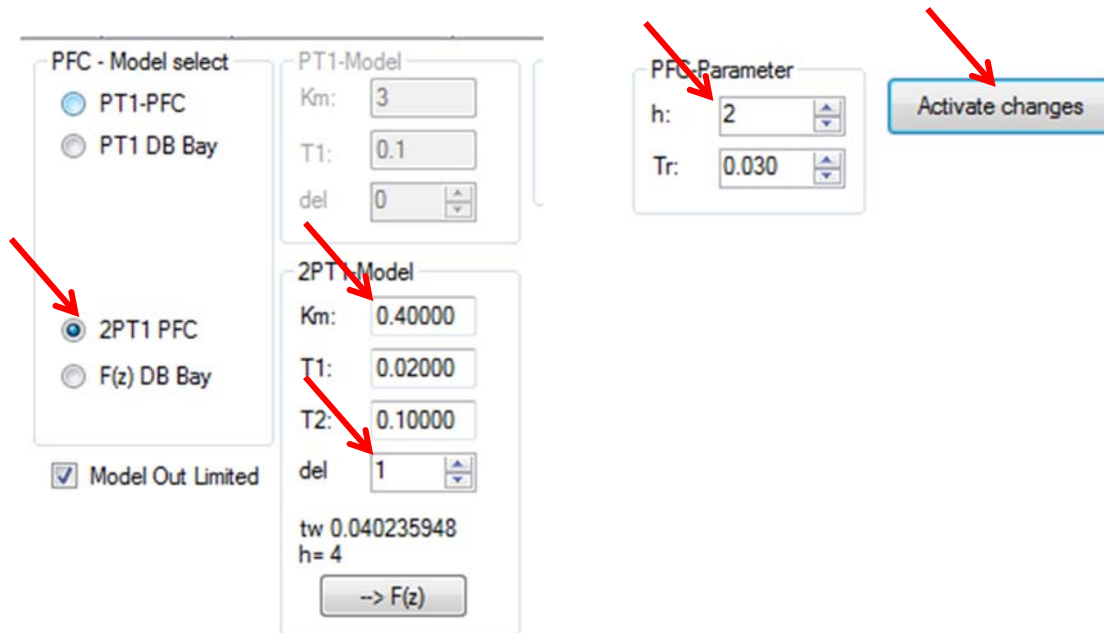 PFC - Model select
PT1-PFC
PT1 DB Bay
2PT1 PFC
F(z) DB Bay
Model Out Limited
PT1-Model
Km: 3
T1: 0.1
del 0
2PT1-Model
Km: 0.40000
T1: 0.02000
T2: 0.10000
del 1
tw 0.040235948
h= 4
--> F(z)
PFC-Parameter
h: 2
Tr: 0.030
Activate changes